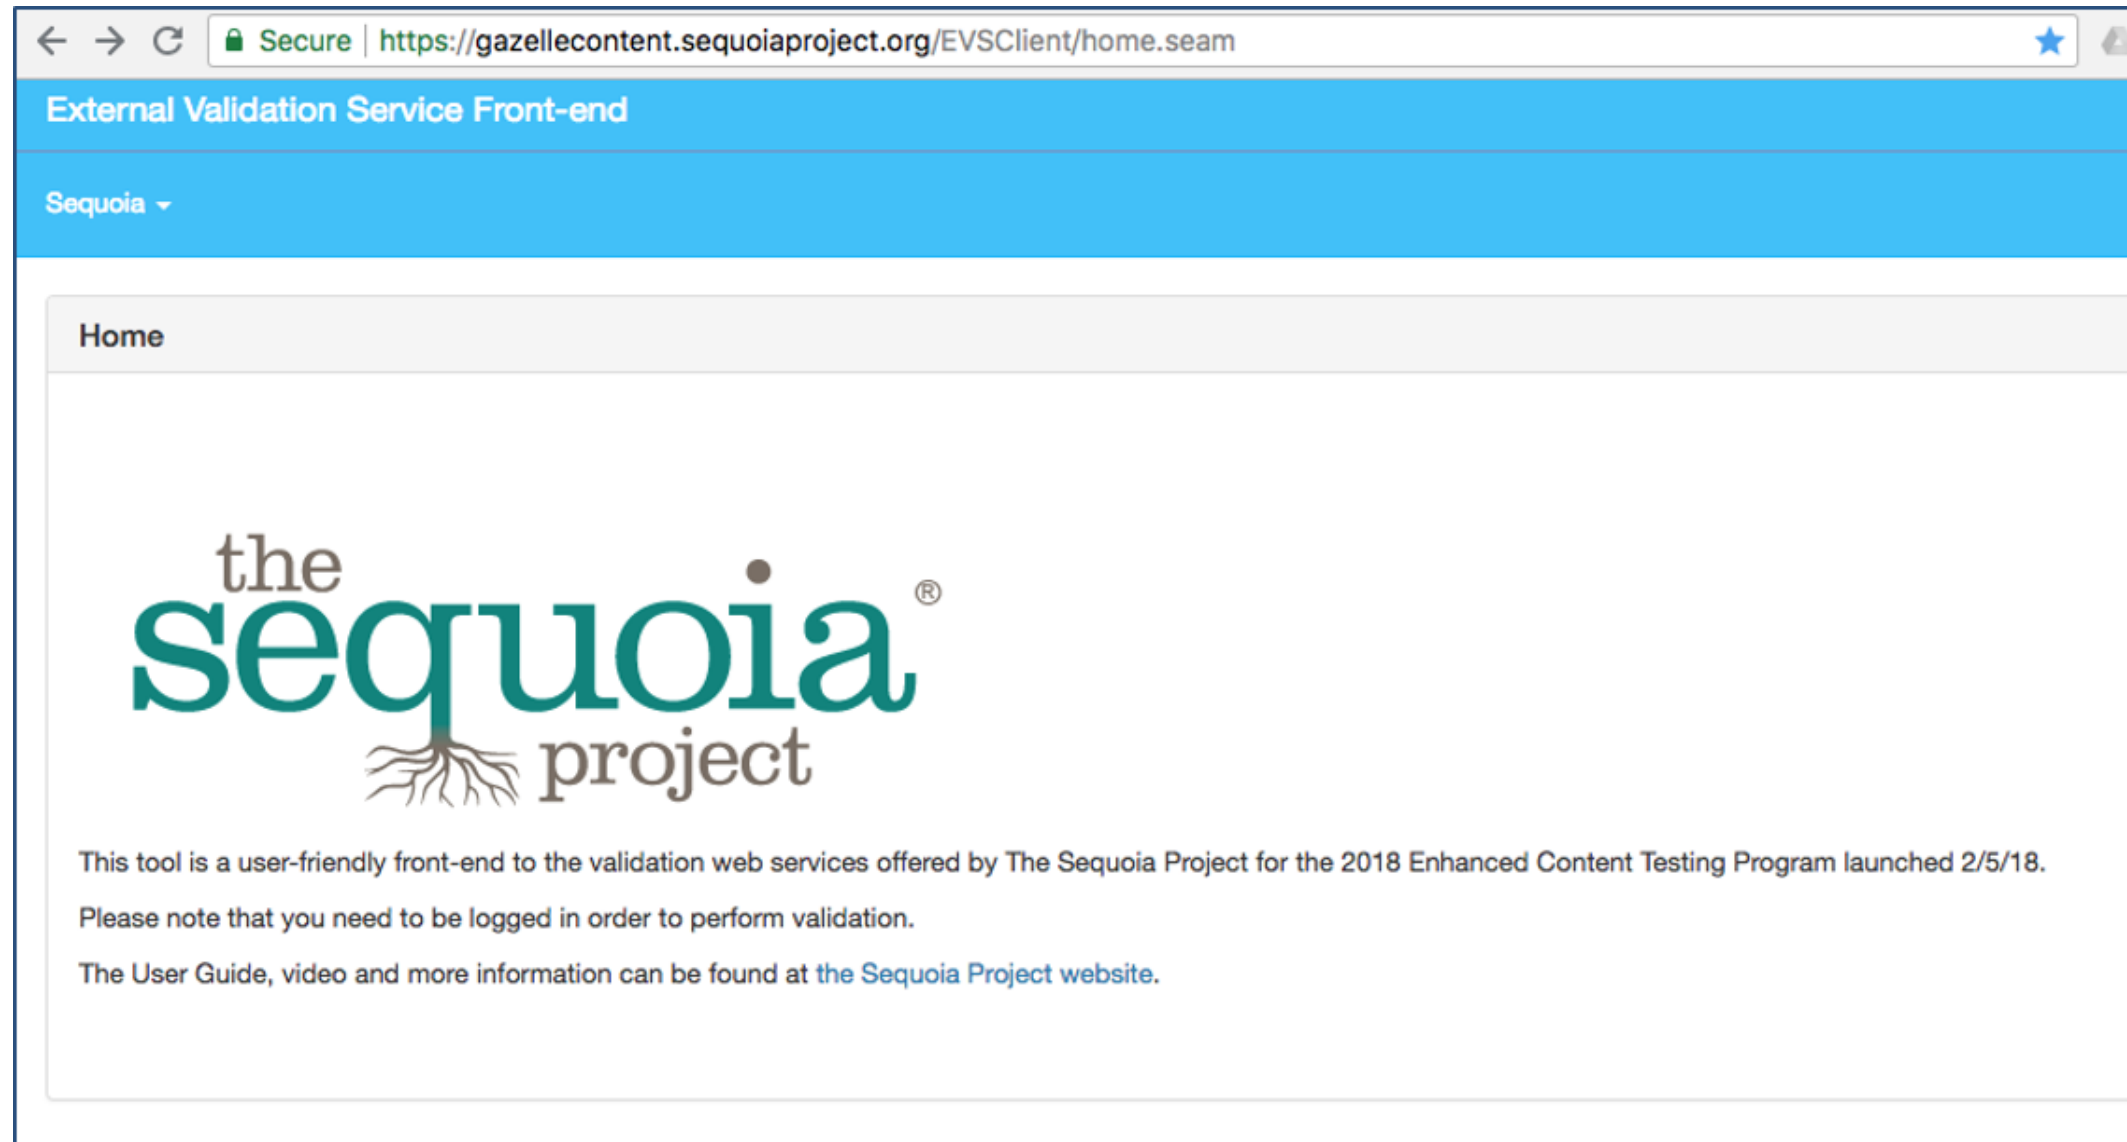 Secure | https://gazellecontent.sequoiaproject.org/EVSClient/home.seam
External Validation Service Front-end
Sequoia
Home
the
sequoia®
project
This tool is a user-friendly front-end to the validation web services offered by The Sequoia Project for the 2018 Enhanced Content Testing Program launched 2/5/18.
Please note that you need to be logged in order to perform validation.
The User Guide, video and more information can be found at the Sequoia Project website.